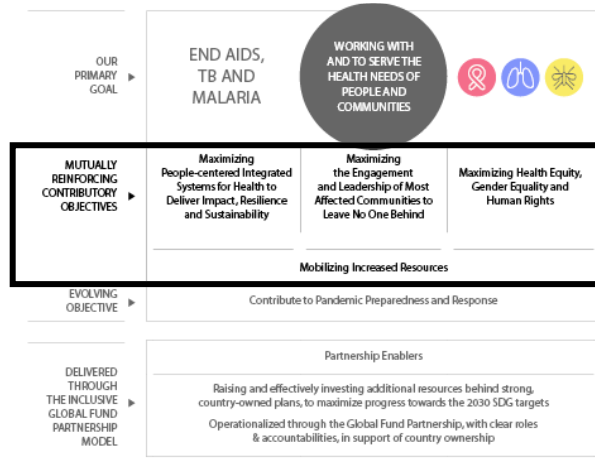 OUR
PRIMARY
GOAL
END AIDS,
TB AND
MALARIA
WORKING WITH
AND TO SERVE THE
HEALTH NEEDS OF
PEOPLE AND
COMMUNITIES
MUTUALLY
REINFORCING
CONTRIBUTORY
OBJECTIVES
Maximizing
People-centered Integrated
Systems for Health to
Deliver Impact, Resilience
and Sustainability
Maximizing
the Engagement
and Leadership of Most
Affected Communities to
Leave No One Behind
Maximizing Health Equity,
Gender Equality and
Human Rights
Mobilizing Increased Resources
EVOLVING
OBJECTIVE
Contribute to Pandemic Preparedness and Response
DELIVERED
THROUGH
THE INCLUSIVE
GLOBAL FUND
PARTNERSHIP
MODEL
Partnership Enablers
Raising and effectively investing additional resources behind strong,
country-owned plans, to maximize progress towards the 2030 SDG targets
Operationalized through the Global Fund Partnership, with clear roles
& accountabilities, in support of country ownership